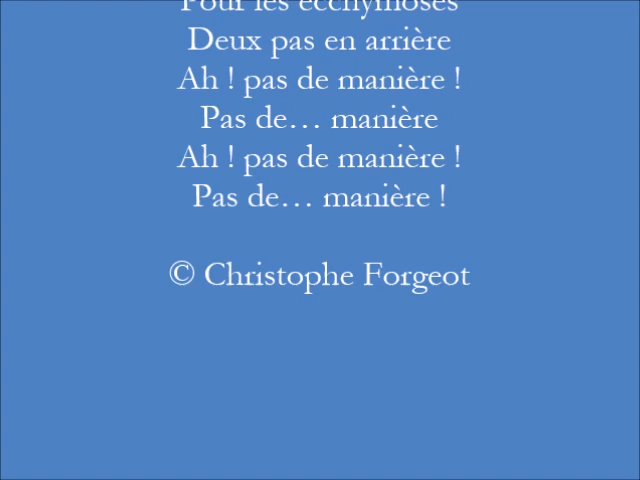 Pour les ecchymoses
Deux pas en arrière
Ah ! pas de manière !
Pas de… manière
Ah ! pas de manière !
Pas de… manière !
© Christophe Forgeot